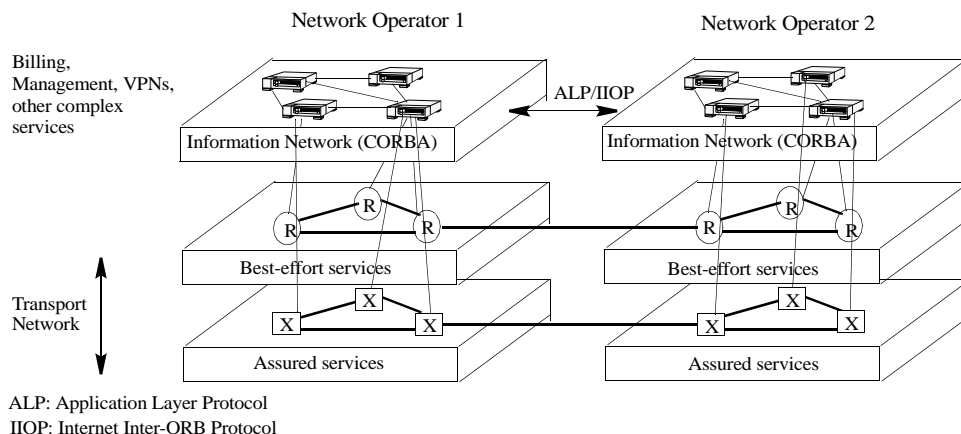 Network Operator 1
Network Operator 2
Billing,
Management, VPNs,
other complex
services
ALP/IIOP
Information Network (CORBA)
Information Network (CORBA)
R
R
R
R
R
R
Best-effort services
Best-effort services
Transport
Network
X
X
X
X
X
X
Assured services
Assured services
ALP: Application Layer Protocol
IIOP: Internet Inter-ORB Protocol